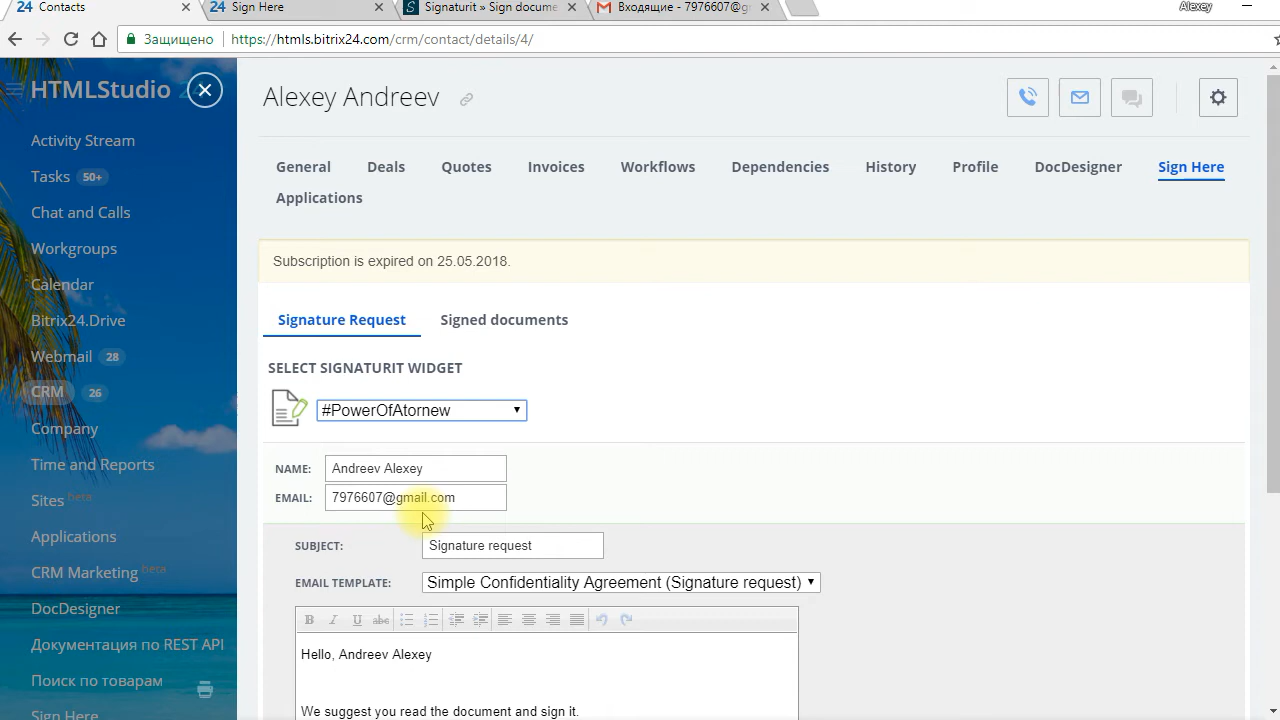 Contacts
Sign Here
Signaturit » Sign docume
Входящие - 7976607@gm
Alexey
Защищено
https://htmls.bitrix24.com/crm/contact/details/4/
HTMLStudio 2
Activity Stream
Tasks 50+
Chat and Calls
Workgroups
Calendar
Bitrix24.Drive
Webmail 28
CRM 26
Company
Time and Reports
Sites beta
Applications
CRM Marketing beta
DocDesigner
Документация по REST API
Поиск по товарам
Sign Here
Alexey Andreev
General
Deals
Quotes
Invoices
Workflows
Dependencies
History
Profile
DocDesigner
Sign Here
Applications
Subscription is expired on 25.05.2018.
Signature Request
Signed documents
SELECT SIGNATURIT WIDGET
#PowerOfAtornew
NAME: Andreev Alexey
EMAIL: 7976607@gmail.com
SUBJECT: Signature request
EMAIL TEMPLATE: Simple Confidentiality Agreement (Signature request)
B I U abc
Hello, Andreev Alexey
We suggest you read the document and sign it.